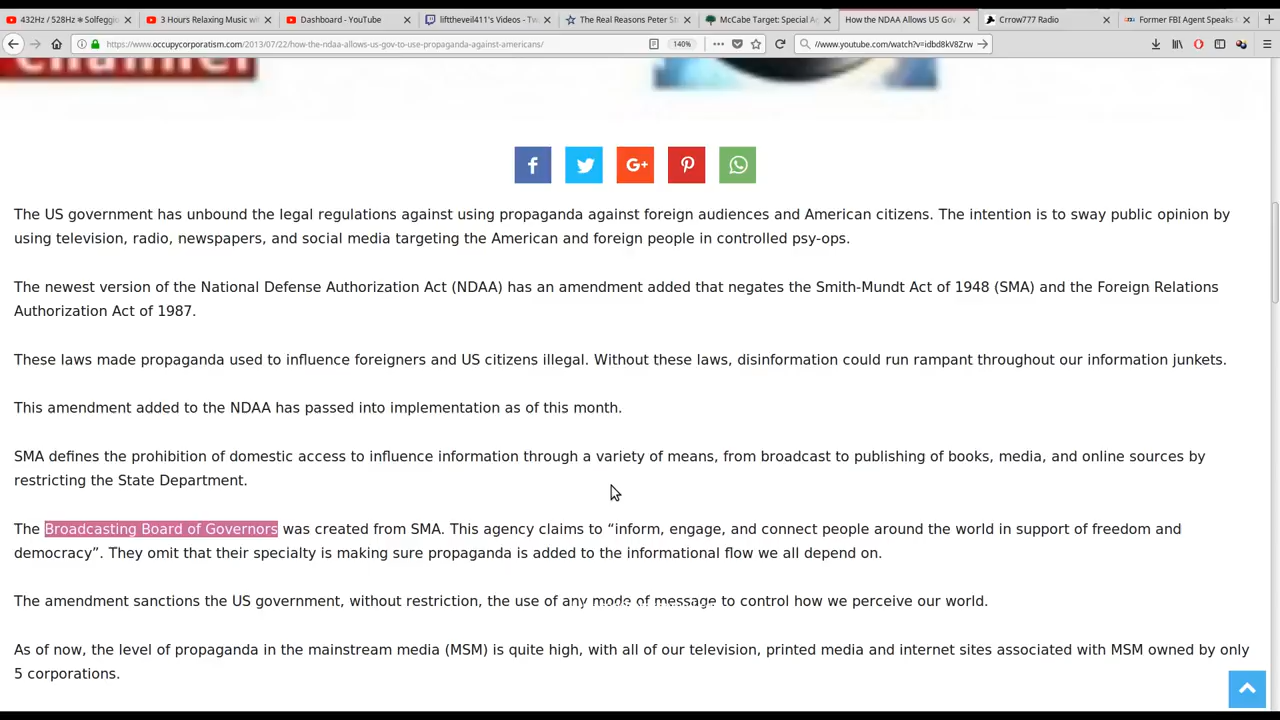 432Hz / 528Hz ✻ Solfeggio
3 Hours Relaxing Music wi
Dashboard - YouTube
lifttheveil411's Videos - Tw
The Real Reasons Peter St
McCabe Target: Special A
How the NDAA Allows US Gov
Crrow777 Radio
Former FBI Agent Speaks
https://www.occupycorporatism.com/2013/07/22/how-the-ndaa-allows-us-gov-to-use-propaganda-against-americans/
140%
//www.youtube.com/watch?v=idbd8kV8Zrw
channel
The US government has unbound the legal regulations against using propaganda against foreign audiences and American citizens. The intention is to sway public opinion by
using television, radio, newspapers, and social media targeting the American and foreign people in controlled psy-ops.
The newest version of the National Defense Authorization Act (NDAA) has an amendment added that negates the Smith-Mundt Act of 1948 (SMA) and the Foreign Relations
Authorization Act of 1987.
These laws made propaganda used to influence foreigners and US citizens illegal. Without these laws, disinformation could run rampant throughout our information junkets.
This amendment added to the NDAA has passed into implementation as of this month.
SMA defines the prohibition of domestic access to influence information through a variety of means, from broadcast to publishing of books, media, and online sources by
restricting the State Department.
The Broadcasting Board of Governors was created from SMA. This agency claims to “inform, engage, and connect people around the world in support of freedom and
democracy”. They omit that their specialty is making sure propaganda is added to the informational flow we all depend on.
The amendment sanctions the US government, without restriction, the use of any mode of message to control how we perceive our world.
As of now, the level of propaganda in the mainstream media (MSM) is quite high, with all of our television, printed media and internet sites associated with MSM owned by only
5 corporations.